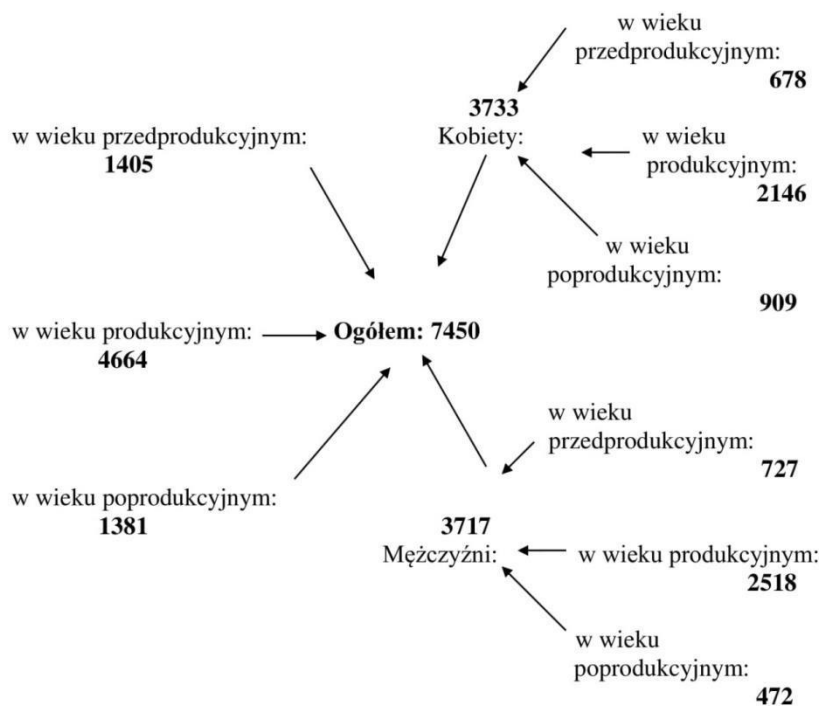 w wieku
przedprodukcyjnym:
678
3733
Kobiety:
w wieku
produkcyjnym:
2146
w wieku
poprodukcyjnym:
909
w wieku przedprodukcyjnym:
1405
w wieku produkcyjnym:
4664
Ogółem: 7450
w wieku poprodukcyjnym:
1381
w wieku
przedprodukcyjnym:
727
3717
Mężczyźni:
w wieku produkcyjnym:
2518
w wieku
poprodukcyjnym:
472